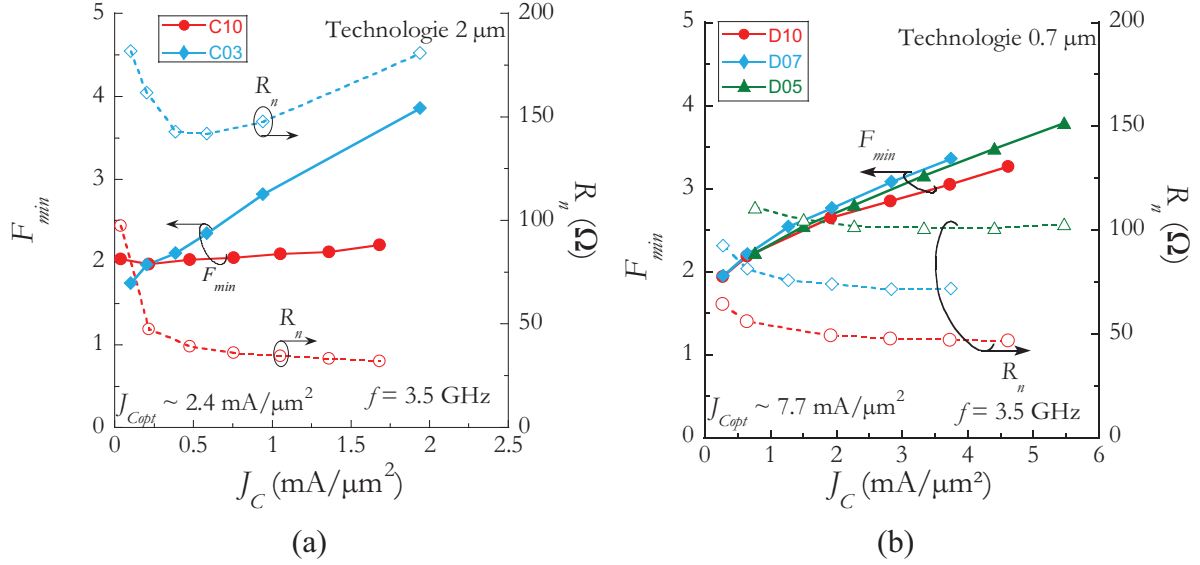 C10
C03
Technologie 2 µm
5
4
3
2
1
0
200
150
100
50
0
F_min
R_n (Ω)
R_n
F_min
R_n
J_Copt ~ 2.4 mA/µm²
f = 3.5 GHz
0
0.5
1
1.5
2
2.5
J_C (mA/µm²)
(a)
D10
D07
D05
Technologie 0.7 µm
5
4
3
2
1
0
200
150
100
50
0
F_min
R_n (Ω)
F_min
R_n
J_Copt ~ 7.7 mA/µm²
f = 3.5 GHz
0
1
2
3
4
5
6
J_C (mA/µm²)
(b)